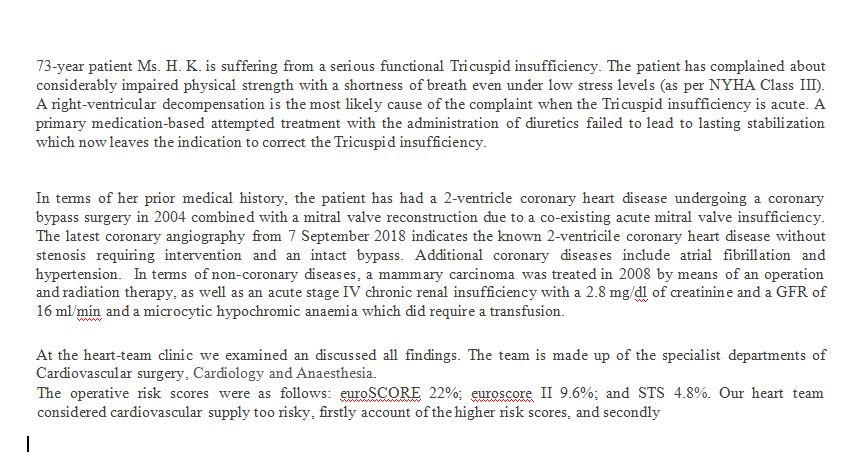 73-year patient Ms. H. K. is suffering from a serious functional Tricuspid insufficiency. The patient has complained about
considerably impaired physical strength with a shortness of breath even under low stress levels (as per NYHA Class III).
A right-ventricular decompensation is the most likely cause of the complaint when the Tricuspid insufficiency is acute. A
primary medication-based attempted treatment with the administration of diuretics failed to lead to lasting stabilization
which now leaves the indication to correct the Tricuspid insufficiency.
In terms of her prior medical history, the patient has had a 2-ventricle coronary heart disease undergoing a coronary
bypass surgery in 2004 combined with a mitral valve reconstruction due to a co-existing acute mitral valve insufficiency.
The latest coronary angiography from 7 September 2018 indicates the known 2-ventricile coronary heart disease without
stenosis requiring intervention and an intact bypass. Additional coronary diseases include atrial fibrillation and
hypertension. In terms of non-coronary diseases, a mammary carcinoma was treated in 2008 by means of an operation
and radiation therapy, as well as an acute stage IV chronic renal insufficiency with a 2.8 mg/dl of creatinine and a GFR of
16 ml/min and a microcytic hypochromic anaemia which did require a transfusion.
At the heart-team clinic we examined an discussed all findings. The team is made up of the specialist departments of
Cardiovascular surgery, Cardiology and Anaesthesia.
The operative risk scores were as follows: euroSCORE 22%; euroscore II 9.6%; and STS 4.8%. Our heart team
considered cardiovascular supply too risky, firstly account of the higher risk scores, and secondly